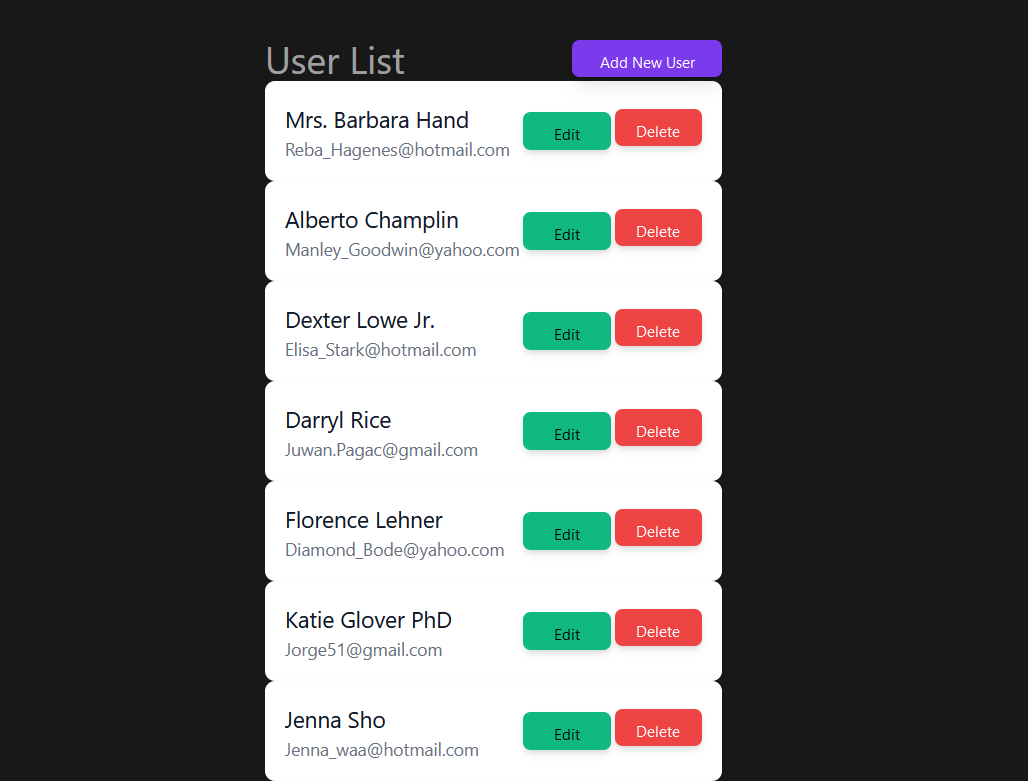 User List
Add New User
Mrs. Barbara Hand
Reba_Hagenes@hotmail.com
Edit
Delete
Alberto Champlin
Manley_Goodwin@yahoo.com
Edit
Delete
Dexter Lowe Jr.
Elisa_Stark@hotmail.com
Edit
Delete
Darryl Rice
Juwan.Pagac@gmail.com
Edit
Delete
Florence Lehner
Diamond_Bode@yahoo.com
Edit
Delete
Katie Glover PhD
Jorge51@gmail.com
Edit
Delete
Jenna Sho
Jenna_waa@hotmail.com
Edit
Delete